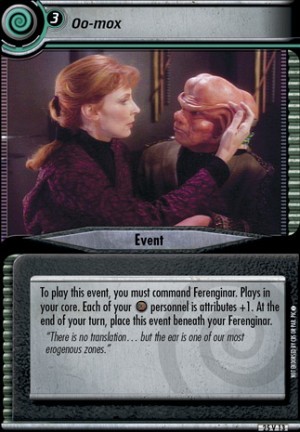 3 Oo-mox
Event
To play this event, you must command Ferenginar. Plays in
your core. Each of your personnel is attributes +1. At the
end of your turn, place this event beneath your Ferenginar.
"There is no translation... but the ear is one of our most
erogenous zones."